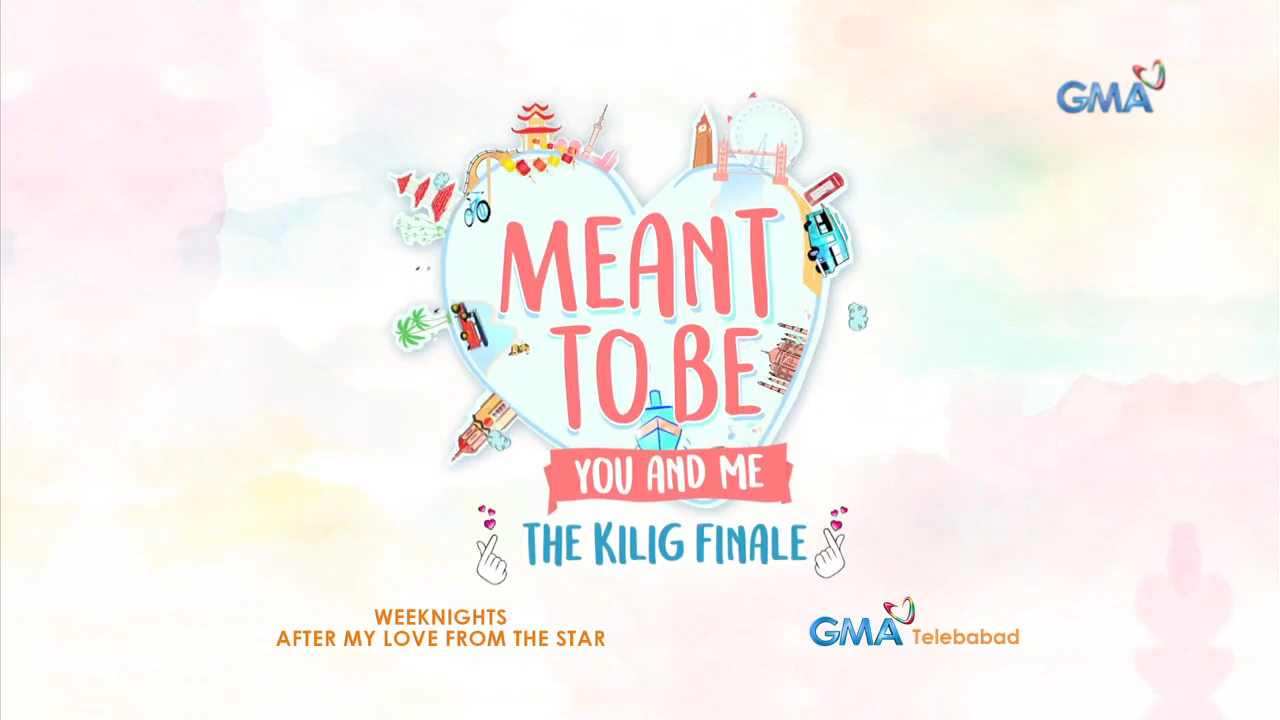 GMA
MEANT
TO BE
YOU AND ME
THE KILIG FINALE
WEEKNIGHTS
AFTER MY LOVE FROM THE STAR
GMA Telebabad